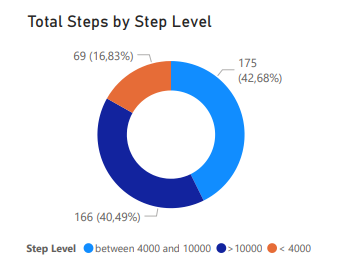 Total Steps by Step Level
69 (16,83%)
175
(42,68%)
166 (40,49%)
Step Level between 4000 and 10000 >10000 < 4000